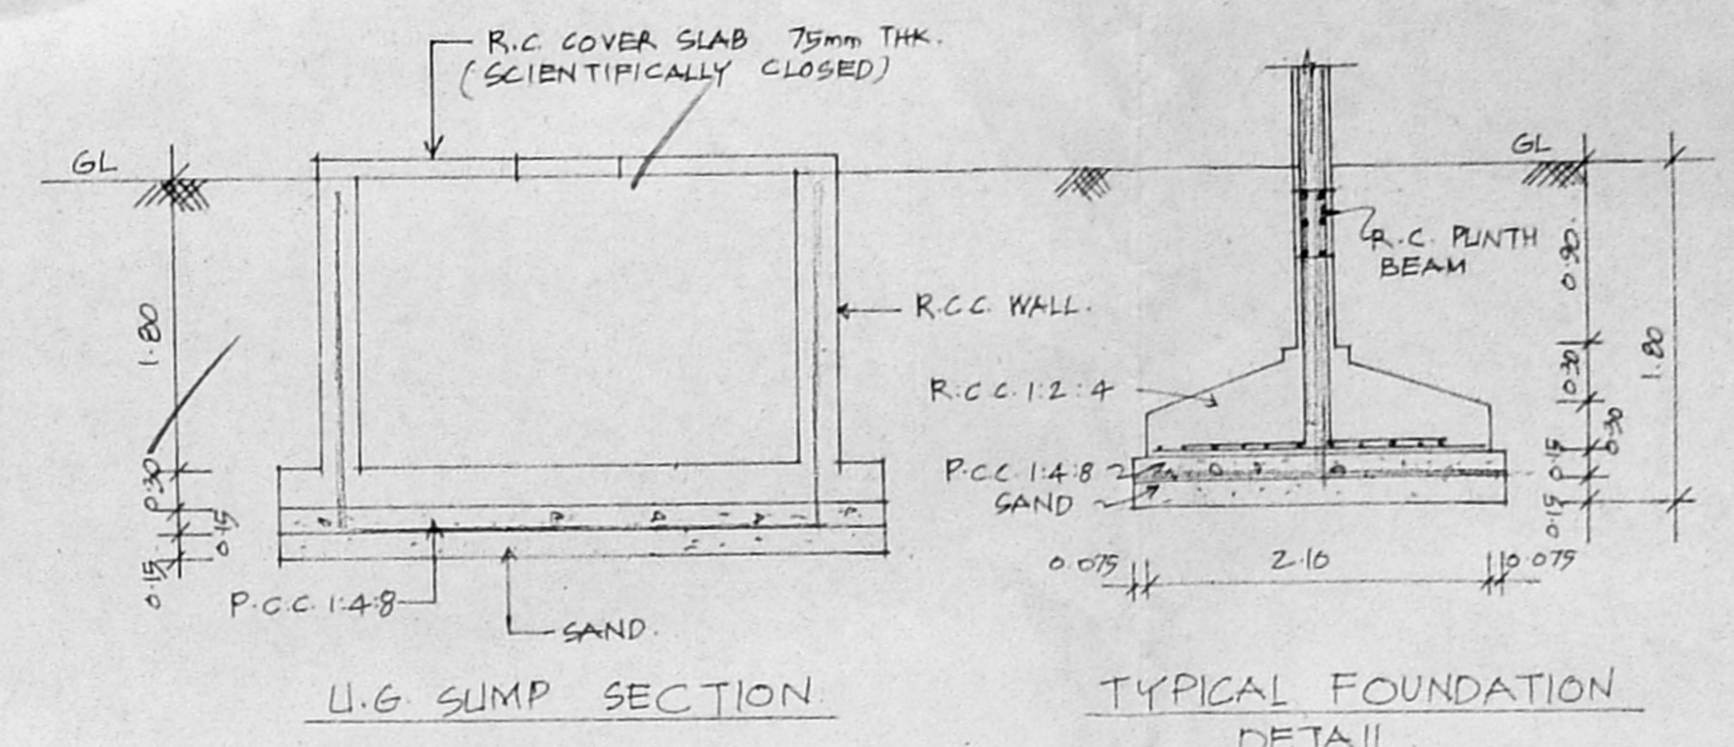 R.C. COVER SLAB 75mm THK.
(SCIENTIFICALLY CLOSED)
GL
1.80
0.30
0.15
0.15
R.C.C. WALL.
P.C.C. 1:4:8
SAND.
U.G. SUMP SECTION
GL
R.C. PLINTH
BEAM
0.90
0.30
1.80
0.30
0.15
0.15
R.C.C. 1:2:4
P.C.C. 1:4:8
SAND
0.075
2.10
0.075
TYPICAL FOUNDATION
DETAIL